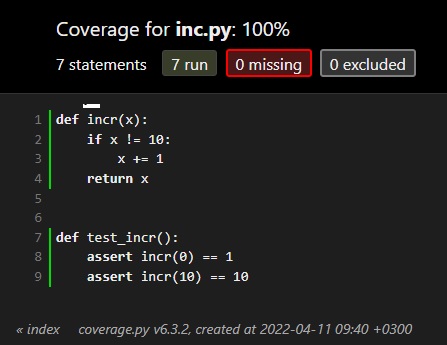 Coverage for inc.py: 100%
7 statements 7 run 0 missing 0 excluded
1 def incr(x):
2     if x != 10:
3         x += 1
4     return x
5
6
7 def test_incr():
8     assert incr(0) == 1
9     assert incr(10) == 10
« index coverage.py v6.3.2, created at 2022-04-11 09:40 +0300